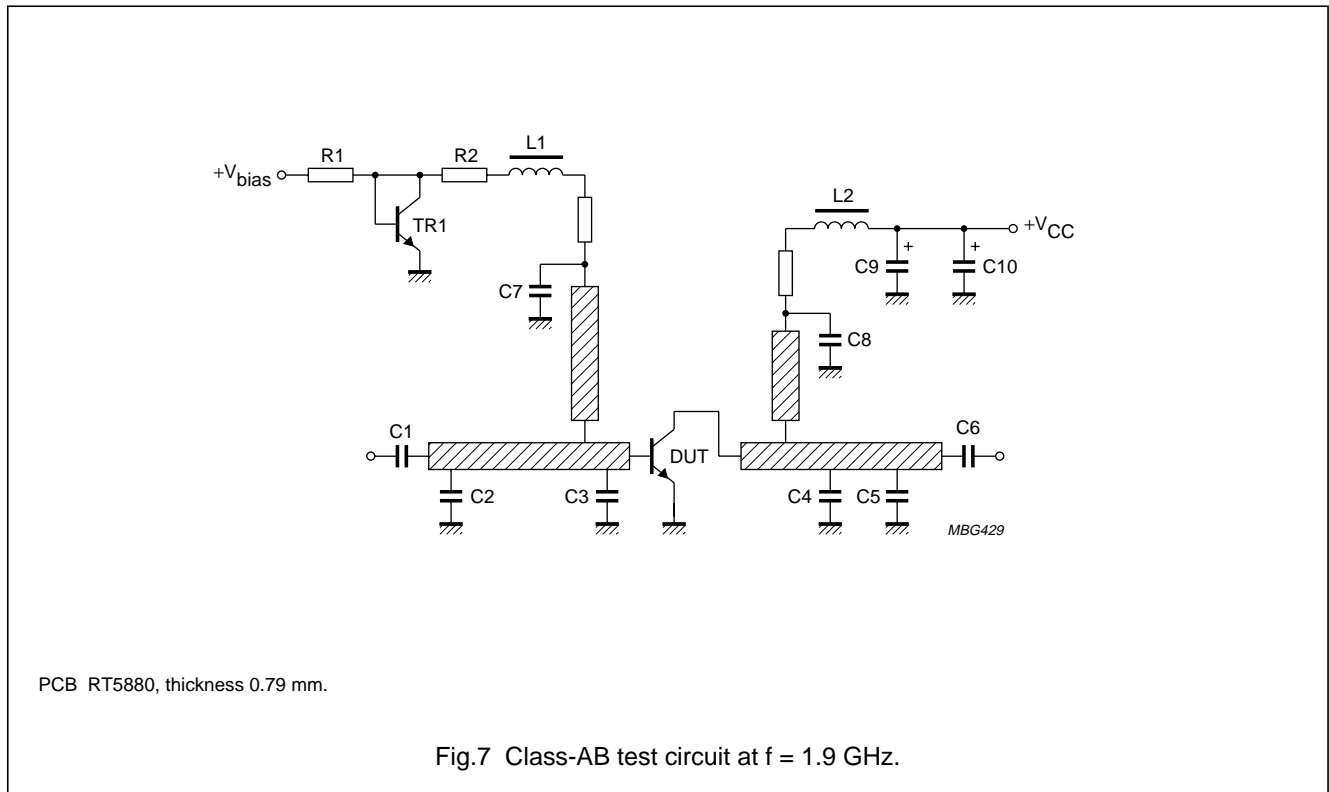 L1
R1
R2
+Vbias
TR1
L2
+VCC
+
+
C9
C10
C7
C8
C1
C6
DUT
C2
C3
C4
C5
MBG429
PCB RT5880, thickness 0.79 mm.
Fig.7 Class-AB test circuit at f = 1.9 GHz.